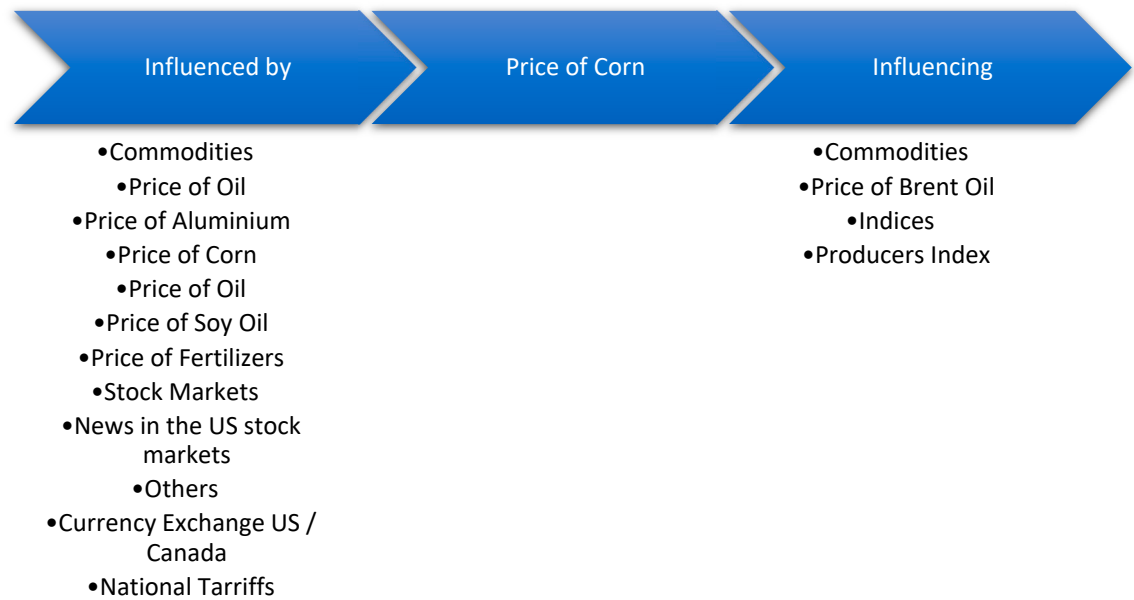 Influenced by
•Commodities
•Price of Oil
•Price of Aluminium
•Price of Corn
•Price of Oil
•Price of Soy Oil
•Price of Fertilizers
•Stock Markets
•News in the US stock
markets
•Others
•Currency Exchange US /
Canada
•National Tarriffs
Price of Corn
Influencing
•Commodities
•Price of Brent Oil
•Indices
•Producers Index